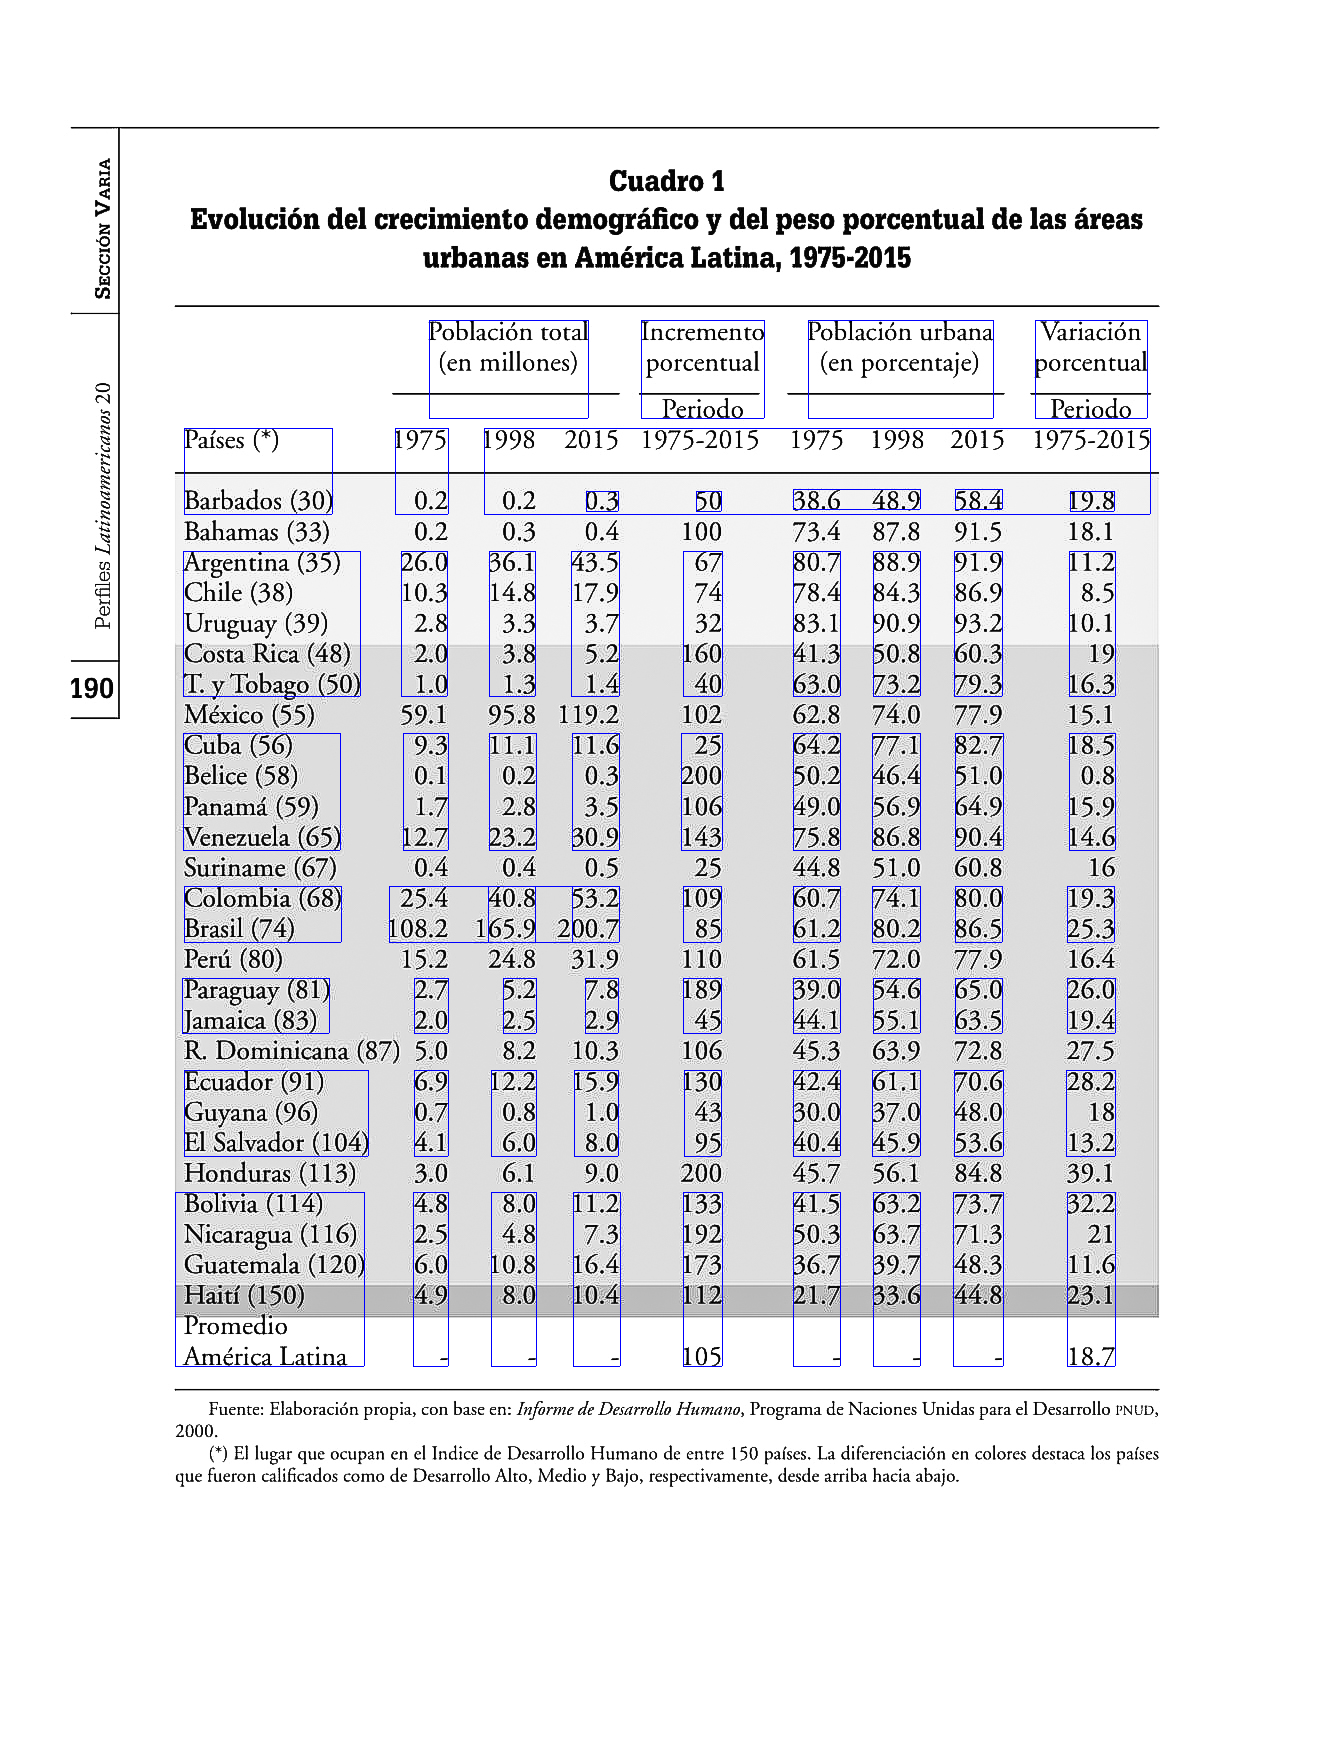 SECCIÓN VARIA
Perfiles Latinoamericanos 20
190
Cuadro 1
Evolución del crecimiento demográfico y del peso porcentual de las áreas
urbanas en América Latina, 1975-2015
Población total Incremento Población urbana Variación
(en millones) porcentual (en porcentaje) porcentual
Periodo Periodo
Países (*) 1975 1998 2015 1975-2015 1975 1998 2015 1975-2015
Barbados (30) 0.2 0.2 0.3 50 38.6 48.9 58.4 19.8
Bahamas (33) 0.2 0.3 0.4 100 73.4 87.8 91.5 18.1
Argentina (35) 26.0 36.1 43.5 67 80.7 88.9 91.9 11.2
Chile (38) 10.3 14.8 17.9 74 78.4 84.3 86.9 8.5
Uruguay (39) 2.8 3.3 3.7 32 83.1 90.9 93.2 10.1
Costa Rica (48) 2.0 3.8 5.2 160 41.3 50.8 60.3 19
T. y Tobago (50) 1.0 1.3 1.4 40 63.0 73.2 79.3 16.3
México (55) 59.1 95.8 119.2 102 62.8 74.0 77.9 15.1
Cuba (56) 9.3 11.1 11.6 25 64.2 77.1 82.7 18.5
Belice (58) 0.1 0.2 0.3 200 50.2 46.4 51.0 0.8
Panamá (59) 1.7 2.8 3.5 106 49.0 56.9 64.9 15.9
Venezuela (65) 12.7 23.2 30.9 143 75.8 86.8 90.4 14.6
Suriname (67) 0.4 0.4 0.5 25 44.8 51.0 60.8 16
Colombia (68) 25.4 40.8 53.2 109 60.7 74.1 80.0 19.3
Brasil (74) 108.2 165.9 200.7 85 61.2 80.2 86.5 25.3
Perú (80) 15.2 24.8 31.9 110 61.5 72.0 77.9 16.4
Paraguay (81) 2.7 5.2 7.8 189 39.0 54.6 65.0 26.0
Jamaica (83) 2.0 2.5 2.9 45 44.1 55.1 63.5 19.4
R. Dominicana (87) 5.0 8.2 10.3 106 45.3 63.9 72.8 27.5
Ecuador (91) 6.9 12.2 15.9 130 42.4 61.1 70.6 28.2
Guyana (96) 0.7 0.8 1.0 43 30.0 37.0 48.0 18
El Salvador (104) 4.1 6.0 8.0 95 40.4 45.9 53.6 13.2
Honduras (113) 3.0 6.1 9.0 200 45.7 56.1 84.8 39.1
Bolivia (114) 4.8 8.0 11.2 133 41.5 63.2 73.7 32.2
Nicaragua (116) 2.5 4.8 7.3 192 50.3 63.7 71.3 21
Guatemala (120) 6.0 10.8 16.4 173 36.7 39.7 48.3 11.6
Haití (150) 4.9 8.0 10.4 112 21.7 33.6 44.8 23.1
Promedio
América Latina - - - 105 - - - 18.7
Fuente: Elaboración propia, con base en: Informe de Desarrollo Humano, Programa de Naciones Unidas para el Desarrollo PNUD,
2000.
(*) El lugar que ocupan en el Indice de Desarrollo Humano de entre 150 países. La diferenciación en colores destaca los países
que fueron calificados como de Desarrollo Alto, Medio y Bajo, respectivamente, desde arriba hacia abajo.